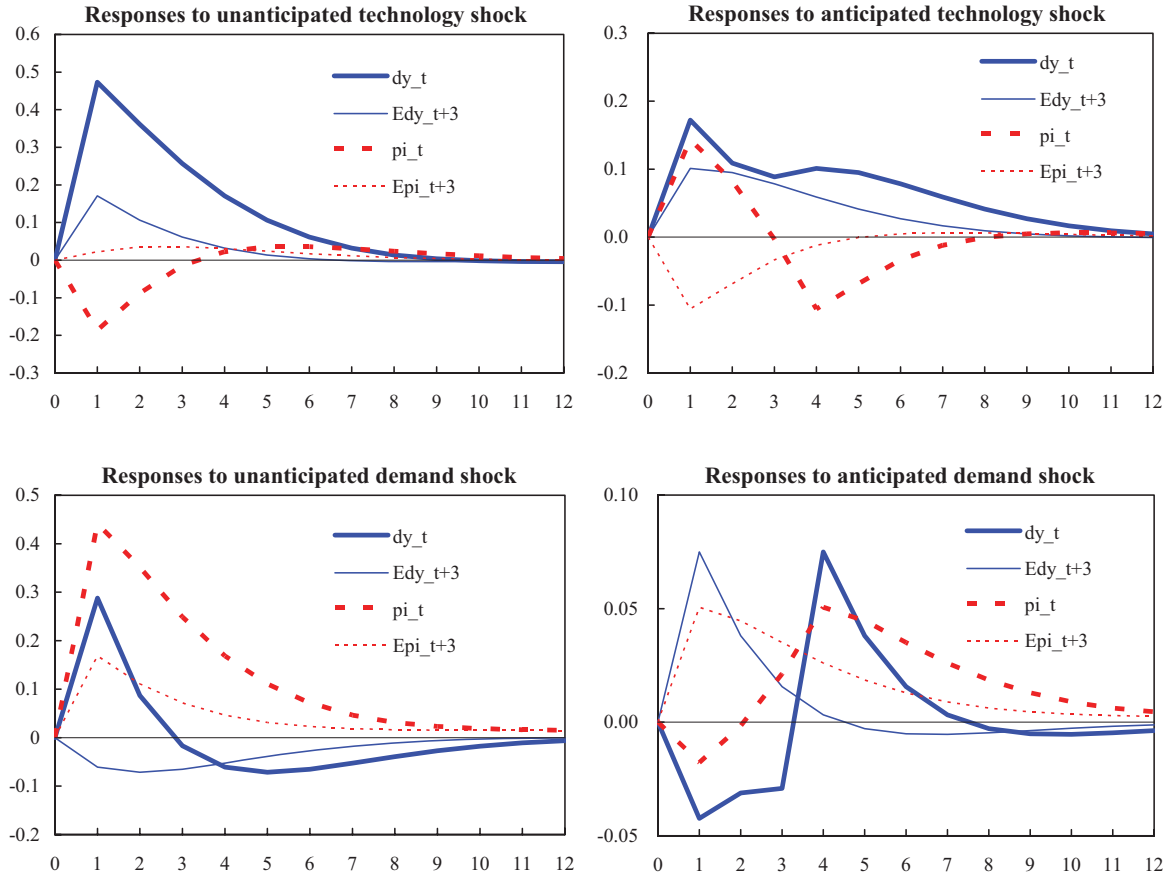 Responses to unanticipated technology shock
0.6
0.5
0.4
0.3
0.2
0.1
0
-0.1
-0.2
-0.3
dy_t
Edy_t+3
pi_t
Epi_t+3
0 1 2 3 4 5 6 7 8 9 10 11 12
Responses to anticipated technology shock
0.3
0.2
0.1
0.0
-0.1
-0.2
dy_t
Edy_t+3
pi_t
Epi_t+3
0 1 2 3 4 5 6 7 8 9 10 11 12
Responses to unanticipated demand shock
0.5
0.4
0.3
0.2
0.1
0
-0.1
-0.2
dy_t
Edy_t+3
pi_t
Epi_t+3
0 1 2 3 4 5 6 7 8 9 10 11 12
Responses to anticipated demand shock
0.10
0.05
0.00
-0.05
dy_t
Edy_t+3
pi_t
Epi_t+3
0 1 2 3 4 5 6 7 8 9 10 11 12